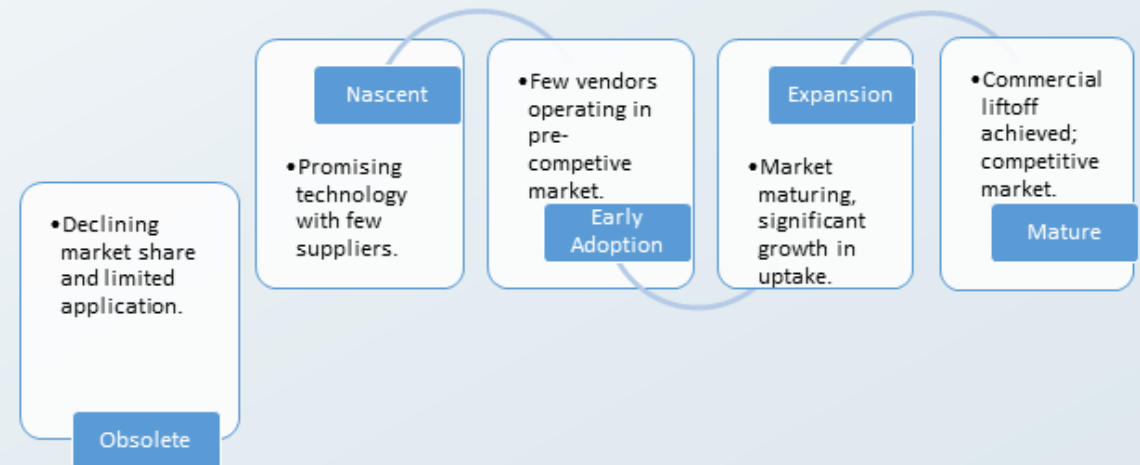 •Declining
market share
and limited
application.
Obsolete
Nascent
•Promising
technology
with few
suppliers.
•Few vendors
operating in
pre-
competive
market.
Early
Adoption
Expansion
•Market
maturing,
significant
growth in
uptake.
•Commercial
liftoff
achieved;
competitive
market.
Mature